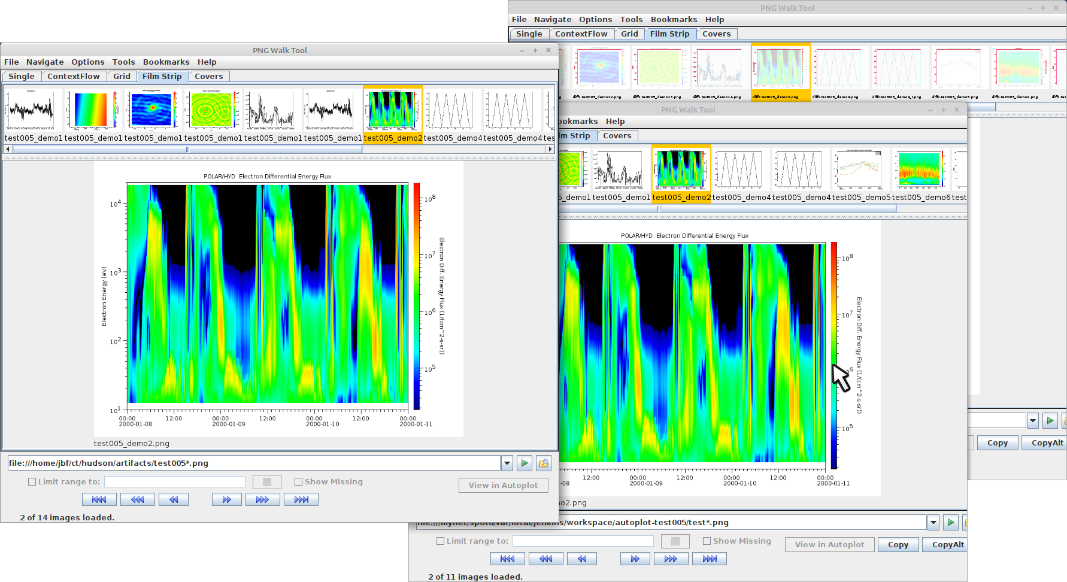 PNG Walk Tool
File Navigate Options Tools Bookmarks Help
Single ContextFlow Grid Film Strip Covers
PNG Walk Tool
File Navigate Options Tools Bookmarks Help
Single ContextFlow Grid Film Strip Covers
test005_demo1 test005_demo1 test005_demo1 test005_demo1 test005_demo1 test005_demo1 test005_demo2 test005_demo4 test005_demo4
POLAR/HYD Electron Differential Energy Flux
Electron Energy (eV)
10^4
10^3
10^2
10^1
00:00 12:00 00:00 12:00 00:00 12:00 00:00
2000-01-08 2000-01-09 2000-01-10 2000-01-11
10^8
10^7
10^6
10^5
Electron Diff. Energy Flux (1/(cm^2-s-sr))
test005_demo2.png
file:///home/jbf/ct/hudson/artifacts/test005*.png
Limit range to: Show Missing
View in Autoplot
2 of 14 images loaded.
PNG Walk Tool
ookmarks Help
m Strip Covers
_demo1 test005_demo1 test005_demo2 test005_demo4 test005_demo4 test005_demo5 test005_demo6
POLAR/HYD Electron Differential Energy Flux
12:00 00:00 12:00 00:00 12:00 00:00
2000-01-09 2000-01-10 2000-01-11
10^8
10^7
10^5
Electron Diff. Energy Flux (1/(cm^2-s-sr))
o2.png
workspace/autoplot-test005/test*.png
Limit range to: Show Missing
View in Autoplot Copy CopyAlt
2 of 11 images loaded.
Copy CopyAlt